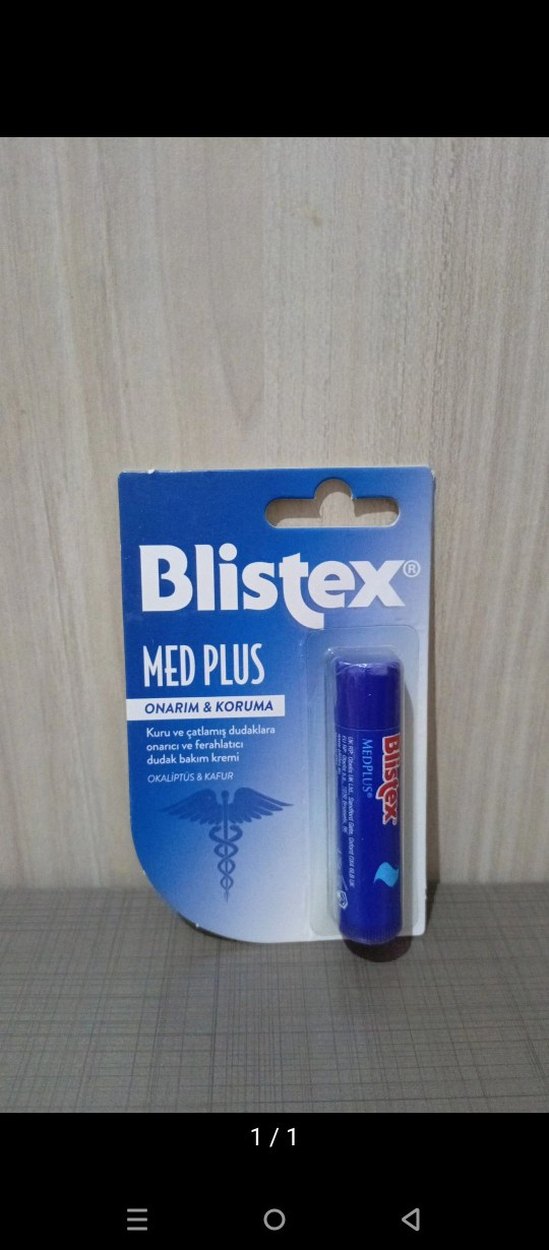 Blistex®
MED PLUS
ONARIM & KORUMA
Kuru ve çatlamış dudaklara
onarıcı ve ferahlatıcı
dudak bakım kremi
OKALİPTÜS & KAFUR
Blistex
MEDPLUS®
1 / 1